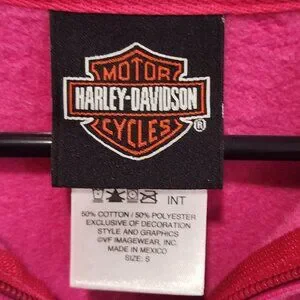 MOTOR
HARLEY-DAVIDSON
CYCLES
®
INT
50% COTTON / 50% POLYESTER
EXCLUSIVE OF DECORATION
STYLE AND GRAPHICS
©VF IMAGEWEAR, INC.
MADE IN MEXICO
SIZE: S